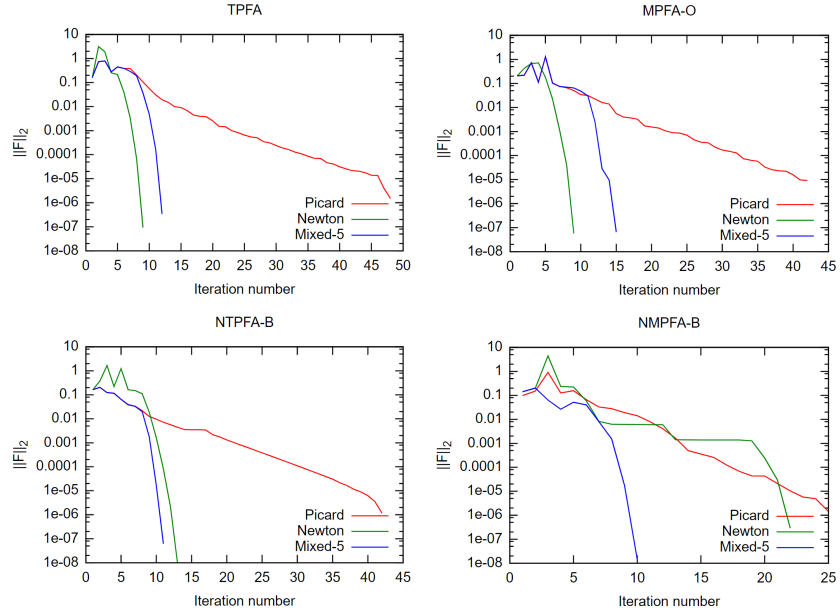 TPFA
||F||2
10
1
0.1
0.01
0.001
0.0001
1e-05
1e-06
1e-07
1e-08
Picard
Newton
Mixed-5
0 5 10 15 20 25 30 35 40 45 50
Iteration number
MPFA-O
||F||2
10
1
0.1
0.01
0.001
0.0001
1e-05
1e-06
1e-07
1e-08
Picard
Newton
Mixed-5
0 5 10 15 20 25 30 35 40 45
Iteration number
NTPFA-B
||F||2
10
1
0.1
0.01
0.001
0.0001
1e-05
1e-06
1e-07
1e-08
Picard
Newton
Mixed-5
0 5 10 15 20 25 30 35 40 45
Iteration number
NMPFA-B
||F||2
10
1
0.1
0.01
0.001
0.0001
1e-05
1e-06
1e-07
1e-08
Picard
Newton
Mixed-5
0 5 10 15 20 25
Iteration number